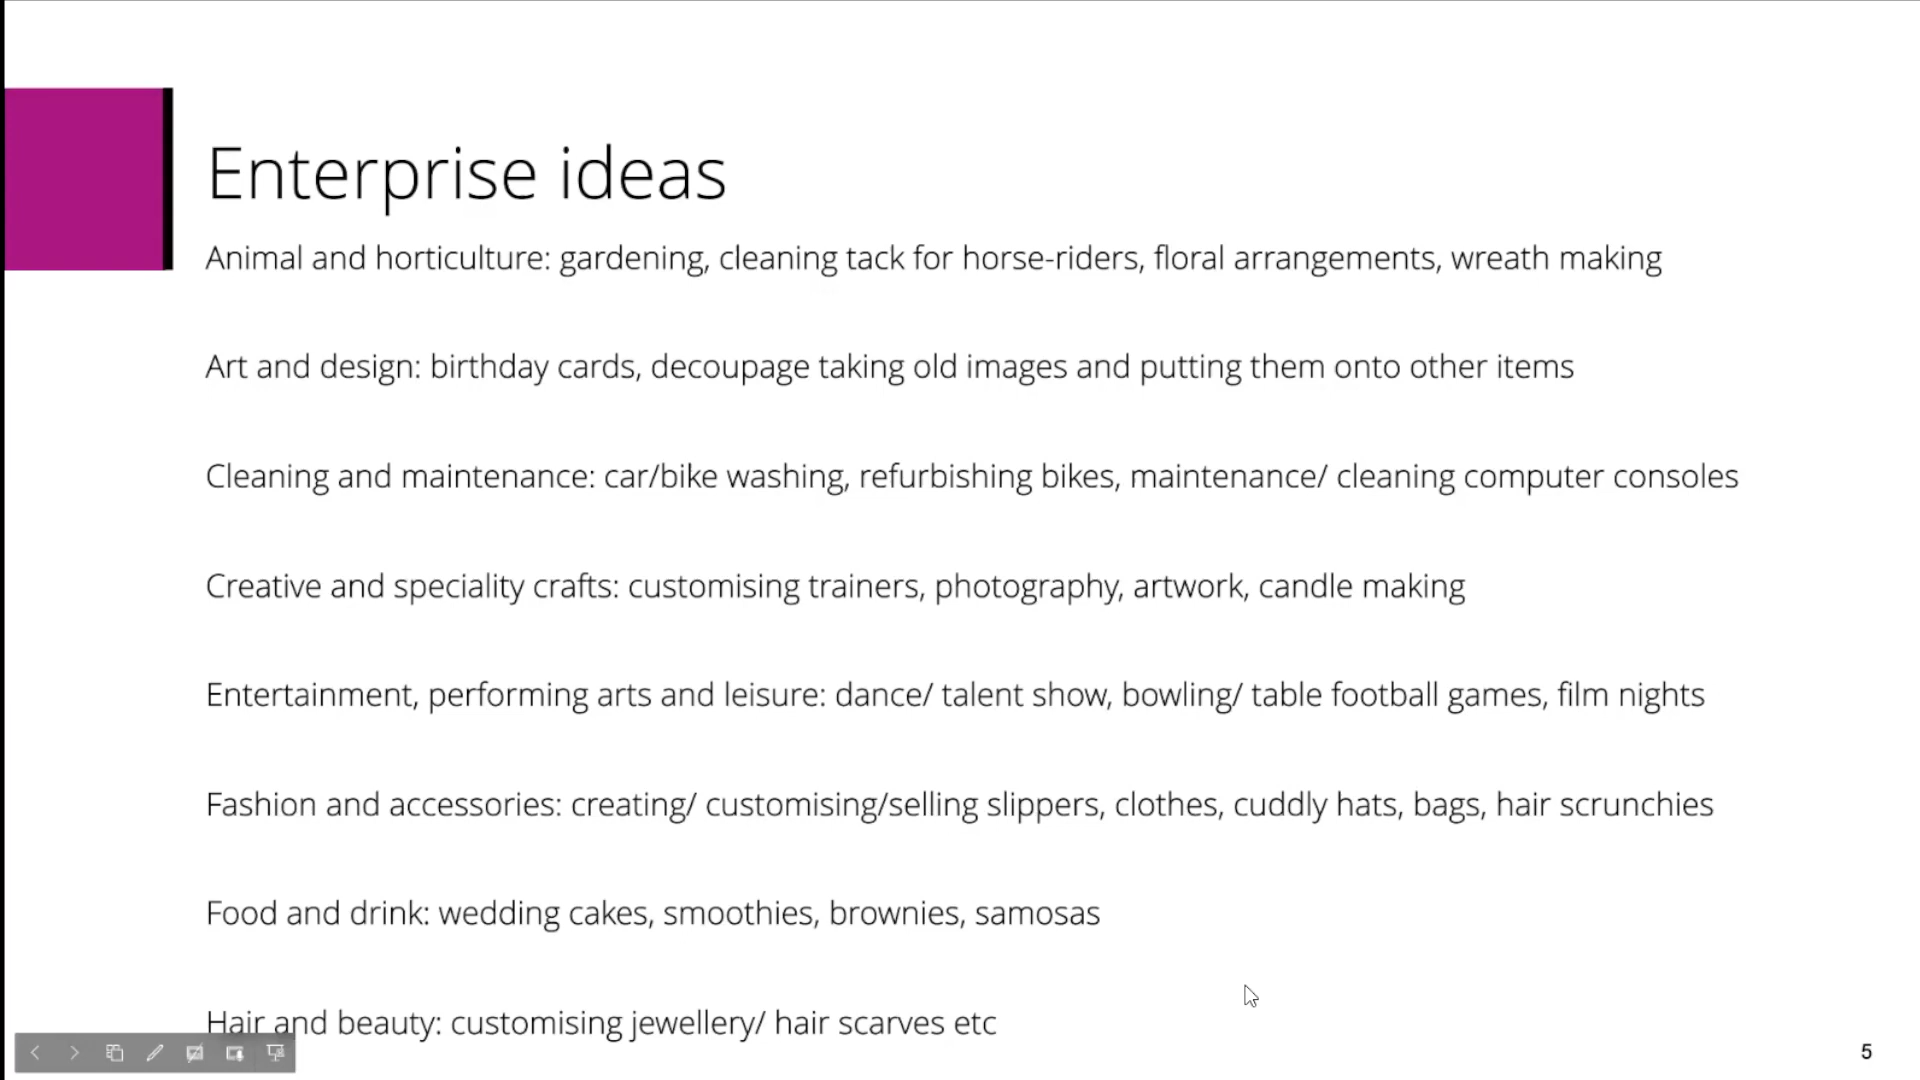 Enterprise ideas
Animal and horticulture: gardening, cleaning tack for horse-riders, floral arrangements, wreath making
Art and design: birthday cards, decoupage taking old images and putting them onto other items
Cleaning and maintenance: car/bike washing, refurbishing bikes, maintenance/ cleaning computer consoles
Creative and speciality crafts: customising trainers, photography, artwork, candle making
Entertainment, performing arts and leisure: dance/ talent show, bowling/ table football games, film nights
Fashion and accessories: creating/ customising/selling slippers, clothes, cuddly hats, bags, hair scrunchies
Food and drink: wedding cakes, smoothies, brownies, samosas
Hair and beauty: customising jewellery/ hair scarves etc
5